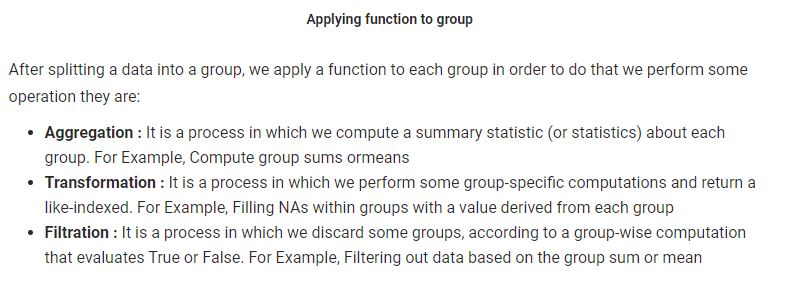 Applying function to group
After splitting a data into a group, we apply a function to each group in order to do that we perform some
operation they are:
• Aggregation : It is a process in which we compute a summary statistic (or statistics) about each
group. For Example, Compute group sums ormeans
• Transformation : It is a process in which we perform some group-specific computations and return a
like-indexed. For Example, Filling NAs within groups with a value derived from each group
• Filtration : It is a process in which we discard some groups, according to a group-wise computation
that evaluates True or False. For Example, Filtering out data based on the group sum or mean